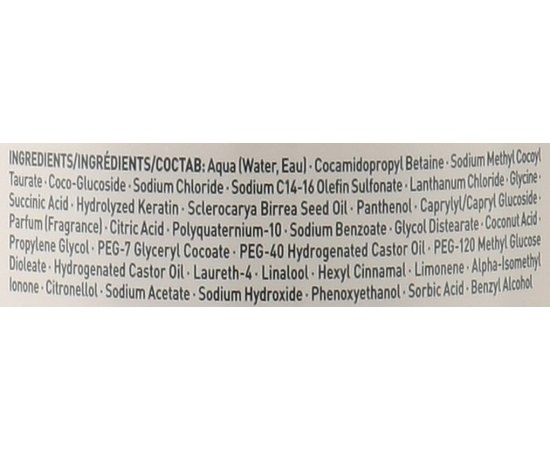 INGREDIENTS/INGRÉDIENTS/СОСТАВ: Aqua (Water, Eau) · Cocamidopropyl Betaine · Sodium Methyl Cocoyl
Taurate · Coco-Glucoside · Sodium Chloride · Sodium C14-16 Olefin Sulfonate · Lanthanum Chloride · Glycine ·
Succinic Acid · Hydrolyzed Keratin · Sclerocarya Birrea Seed Oil · Panthenol · Caprylyl/Capryl Glucoside ·
Parfum (Fragrance) · Citric Acid · Polyquaternium-10 · Sodium Benzoate · Glycol Distearate · Coconut Acid ·
Propylene Glycol · PEG-7 Glyceryl Cocoate · PEG-40 Hydrogenated Castor Oil · PEG-120 Methyl Glucose
Dioleate · Hydrogenated Castor Oil · Laureth-4 · Linalool · Hexyl Cinnamal · Limonene · Alpha-Isomethyl
Ionone · Citronellol · Sodium Acetate · Sodium Hydroxide · Phenoxyethanol · Sorbic Acid · Benzyl Alcohol